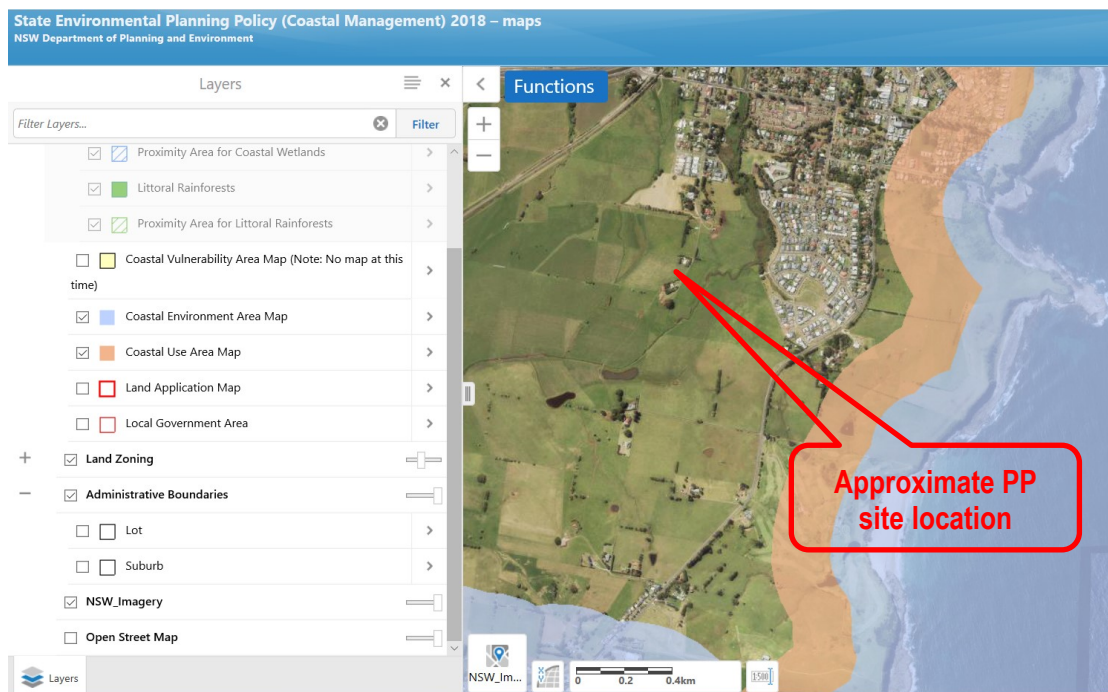 State Environmental Planning Policy (Coastal Management) 2018 – maps
NSW Department of Planning and Environment
Layers
Filter Layers...
Filter
Functions
Proximity Area for Coastal Wetlands
Littoral Rainforests
Proximity Area for Littoral Rainforests
Coastal Vulnerability Area Map (Note: No map at this
time)
Coastal Environment Area Map
Coastal Use Area Map
Land Application Map
Local Government Area
Land Zoning
Administrative Boundaries
Lot
Suburb
NSW_Imagery
Open Street Map
Layers
Approximate PP
site location
NSW_Im...
X Y
0 0.2 0.4km
1:500